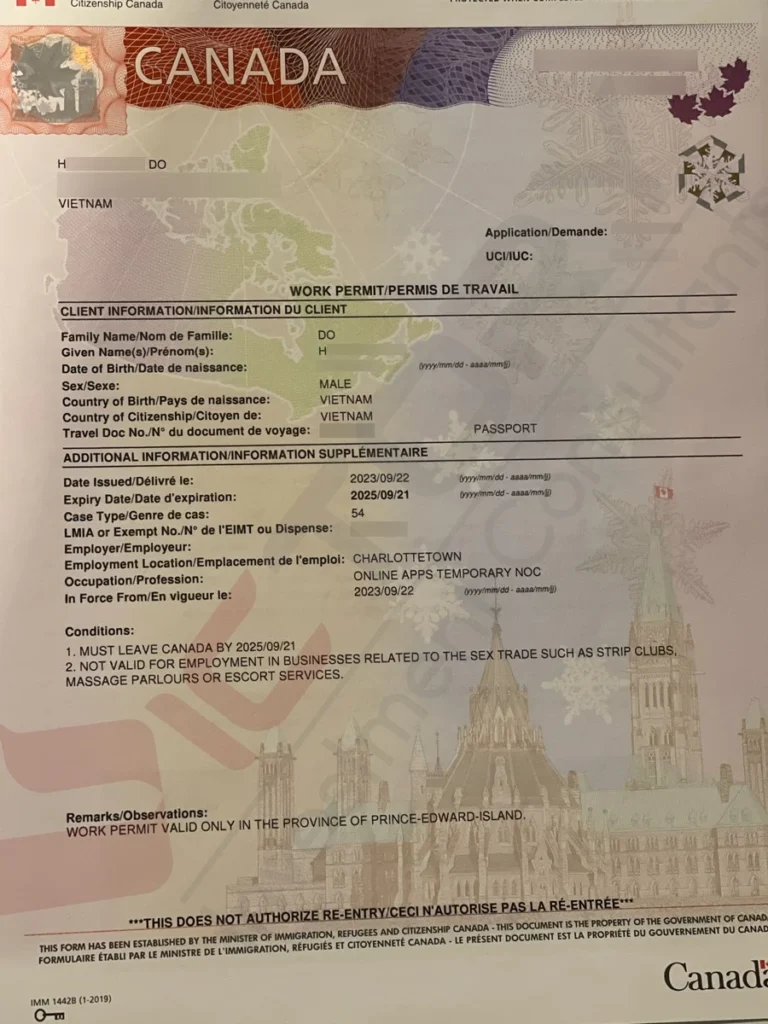 Citizenship Canada Citoyenneté Canada
CANADA
H DO
VIETNAM
Application/Demande:
UCI/IUC:
WORK PERMIT/PERMIS DE TRAVAIL
CLIENT INFORMATION/INFORMATION DU CLIENT
Family Name/Nom de Famille: DO
Given Name(s)/Prénom(s): H
Date of Birth/Date de naissance: (yyyy/mm/dd - aaaa/mm/jj)
Sex/Sexe: MALE
Country of Birth/Pays de naissance: VIETNAM
Country of Citizenship/Citoyen de: VIETNAM
Travel Doc No./N° du document de voyage: PASSPORT
ADDITIONAL INFORMATION/INFORMATION SUPPLÉMENTAIRE
Date Issued/Délivré le: 2023/09/22 (yyyy/mm/dd - aaaa/mm/jj)
Expiry Date/Date d'expiration: 2025/09/21 (yyyy/mm/dd - aaaa/mm/jj)
Case Type/Genre de cas: 54
LMIA or Exempt No./N° de l'EIMT ou Dispense:
Employer/Employeur:
Employment Location/Emplacement de l'emploi: CHARLOTTETOWN
Occupation/Profession: ONLINE APPS TEMPORARY NOC
In Force From/En vigueur le: 2023/09/22 (yyyy/mm/dd - aaaa/mm/jj)
Conditions:
1. MUST LEAVE CANADA BY 2025/09/21
2. NOT VALID FOR EMPLOYMENT IN BUSINESSES RELATED TO THE SEX TRADE SUCH AS STRIP CLUBS,
MASSAGE PARLOURS OR ESCORT SERVICES.
Remarks/Observations:
WORK PERMIT VALID ONLY IN THE PROVINCE OF PRINCE-EDWARD-ISLAND.
***THIS DOES NOT AUTHORIZE RE-ENTRY/CECI N'AUTORISE PAS LA RÉ-ENTRÉE***
THIS FORM HAS BEEN ESTABLISHED BY THE MINISTER OF IMMIGRATION, REFUGEES AND CITIZENSHIP CANADA - THIS DOCUMENT IS THE PROPERTY OF THE GOVERNMENT OF CANADA
FORMULAIRE ÉTABLI PAR LE MINISTRE DE L'IMMIGRATION, RÉFUGIÉS ET CITOYENNETÉ CANADA - LE PRÉSENT DOCUMENT EST LA PROPRIÉTÉ DU GOUVERNEMENT DU CANAD
Canada
IMM 1442B (1-2019)